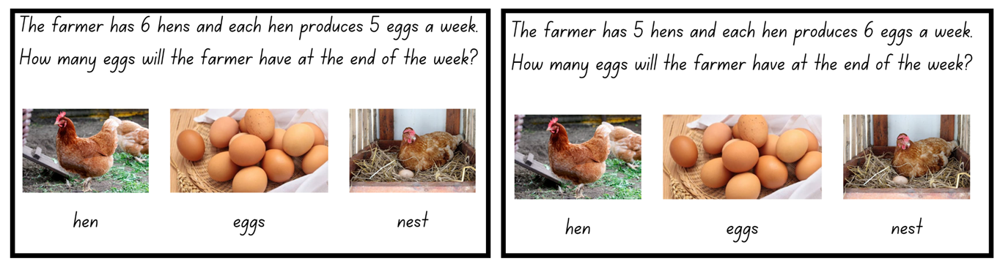 The farmer has 6 hens and each hen produces 5 eggs a week.
How many eggs will the farmer have at the end of the week?
hen
eggs
nest
The farmer has 5 hens and each hen produces 6 eggs a week.
How many eggs will the farmer have at the end of the week?
hen
eggs
nest